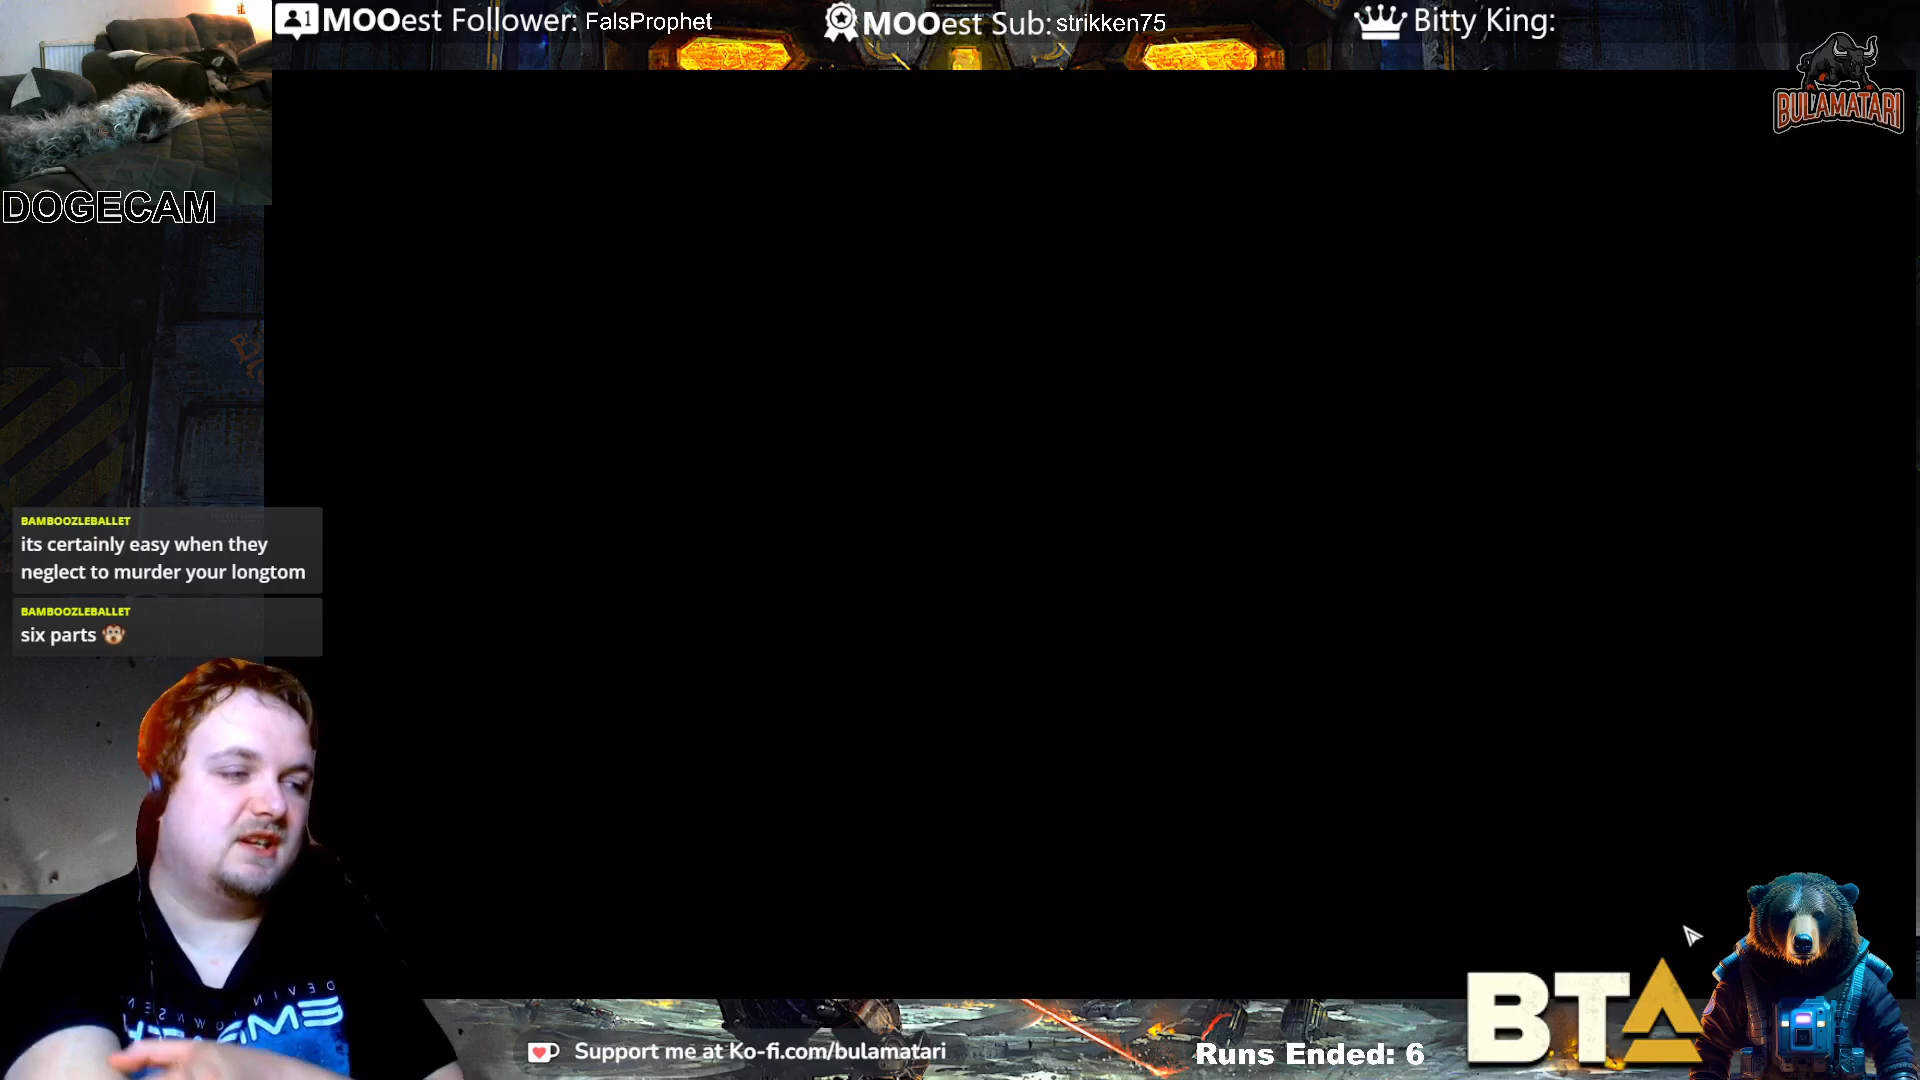 MOOest Follower: FalsProphet
MOOest Sub: strikken75
Bitty King:
BULAMATARI
DOGECAM
BAMBOOZLEBALLET
its certainly easy when they
neglect to murder your longtom
BAMBOOZLEBALLET
six parts 🐵
DEVIN
Support me at Ko-fi.com/bulamatari
Runs Ended: 6
BTA